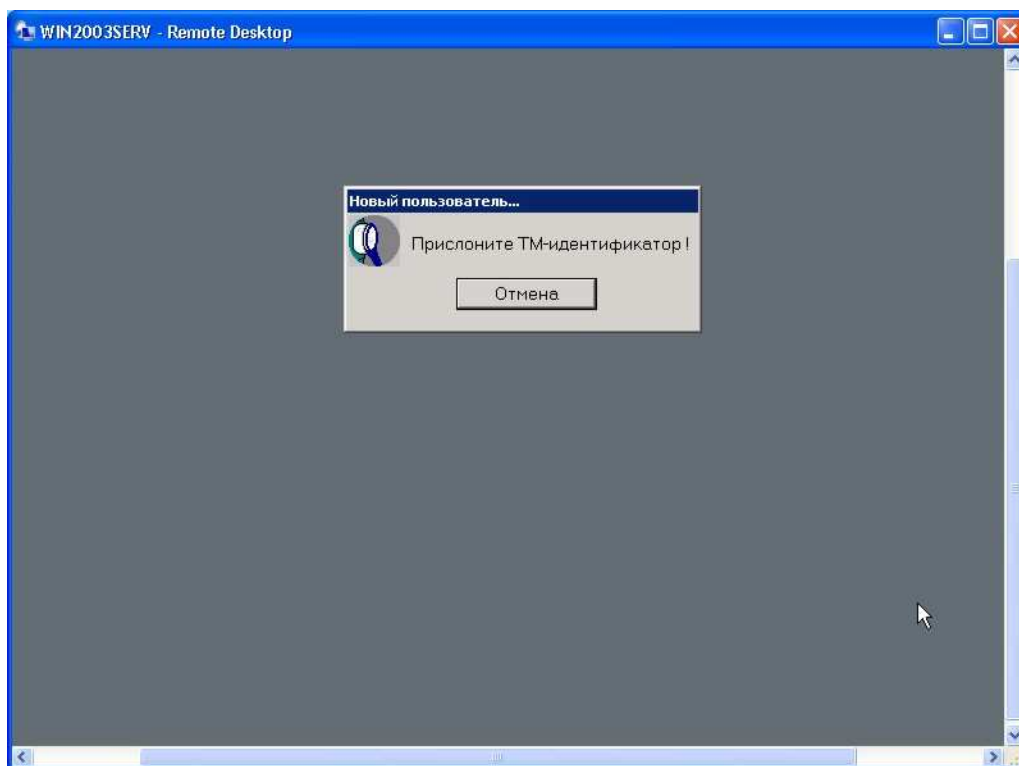 WIN2003SERV - Remote Desktop
Новый пользователь...
Прислоните ТМ-идентификатор !
Отмена